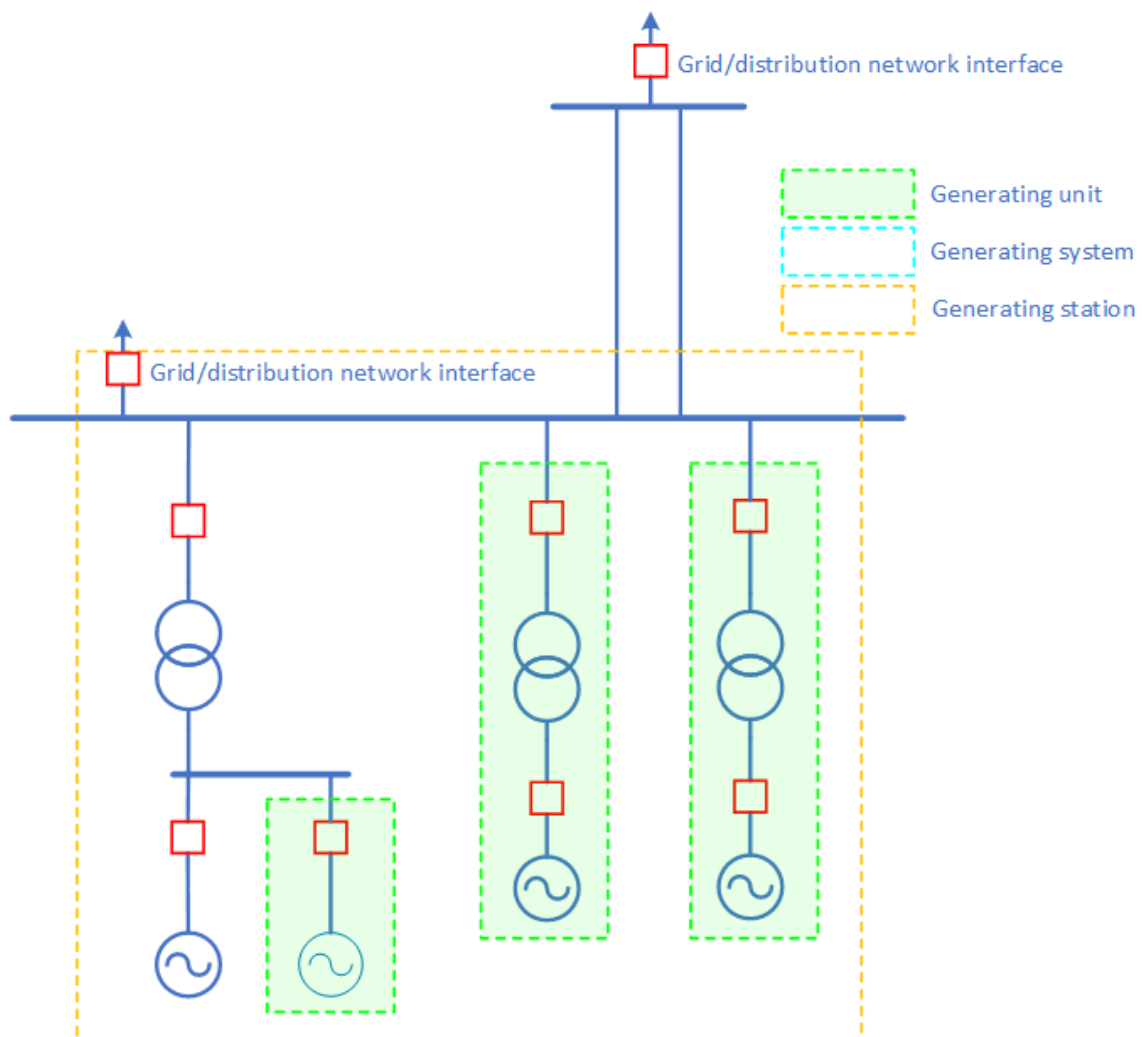 Grid/distribution network interface
Generating unit
Generating system
Generating station
Grid/distribution network interface